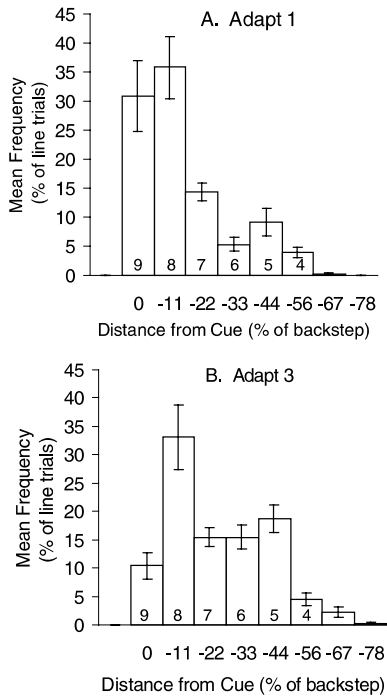 A. Adapt 1
Mean Frequency
(% of line trials)
45
40
35
30
25
20
15
10
5
0
9 8 7 6 5 4
0 -11 -22 -33 -44 -56 -67 -78
Distance from Cue (% of backstep)
B. Adapt 3
Mean Frequency
(% of line trials)
45
40
35
30
25
20
15
10
5
0
9 8 7 6 5 4
0 -11 -22 -33 -44 -56 -67 -78
Distance from Cue (% of backstep)